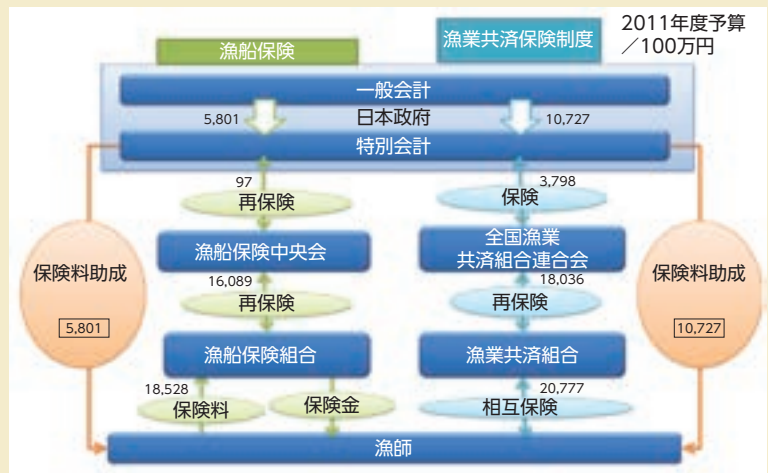 漁船保険
漁業共済保険制度
2011年度予算
／100万円
一般会計
5,801
日本政府
10,727
特別会計
97
3,798
再保険
保険
漁船保険中央会
全国漁業
共済組合連合会
保険料助成
5,801
保険料助成
10,727
16,089
18,036
再保険
再保険
漁船保険組合
漁業共済組合
18,528
20,777
保険料
保険金
相互保険
漁師